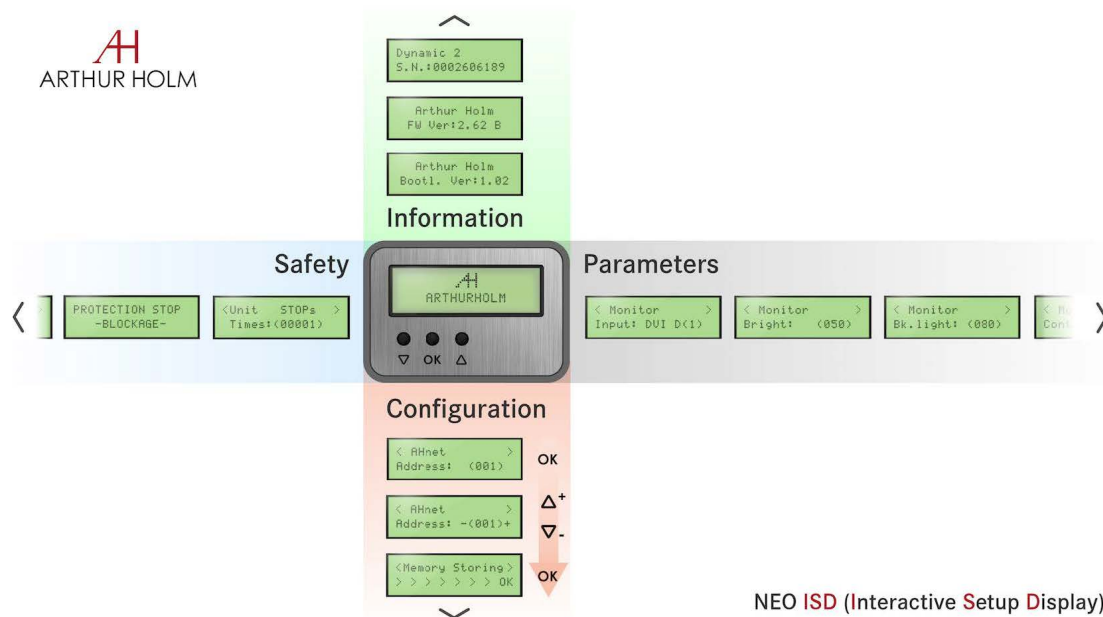 AH
ARTHUR HOLM
Dynamic 2
S.N.:0002606189
Arthur Holm
FW Ver:2.62 B
Arthur Holm
Bootl. Ver:1.02
Information
Safety
PROTECTION STOP
-BLOCKAGE-
<Unit STOPs >
Times:(00001)
AH
ARTHURHOLM
▽ OK △
Parameters
< Monitor >
Input: DVI D(1)
< Monitor >
Bright: (050)
< Monitor >
Bk.light: (080)
Configuration
< AHnet >
Address: (001)
OK
< AHnet >
Address: -(001)+
△+
▽-
<Memory Storing>
> > > > > > > OK
OK
NEO ISD (Interactive Setup Display)